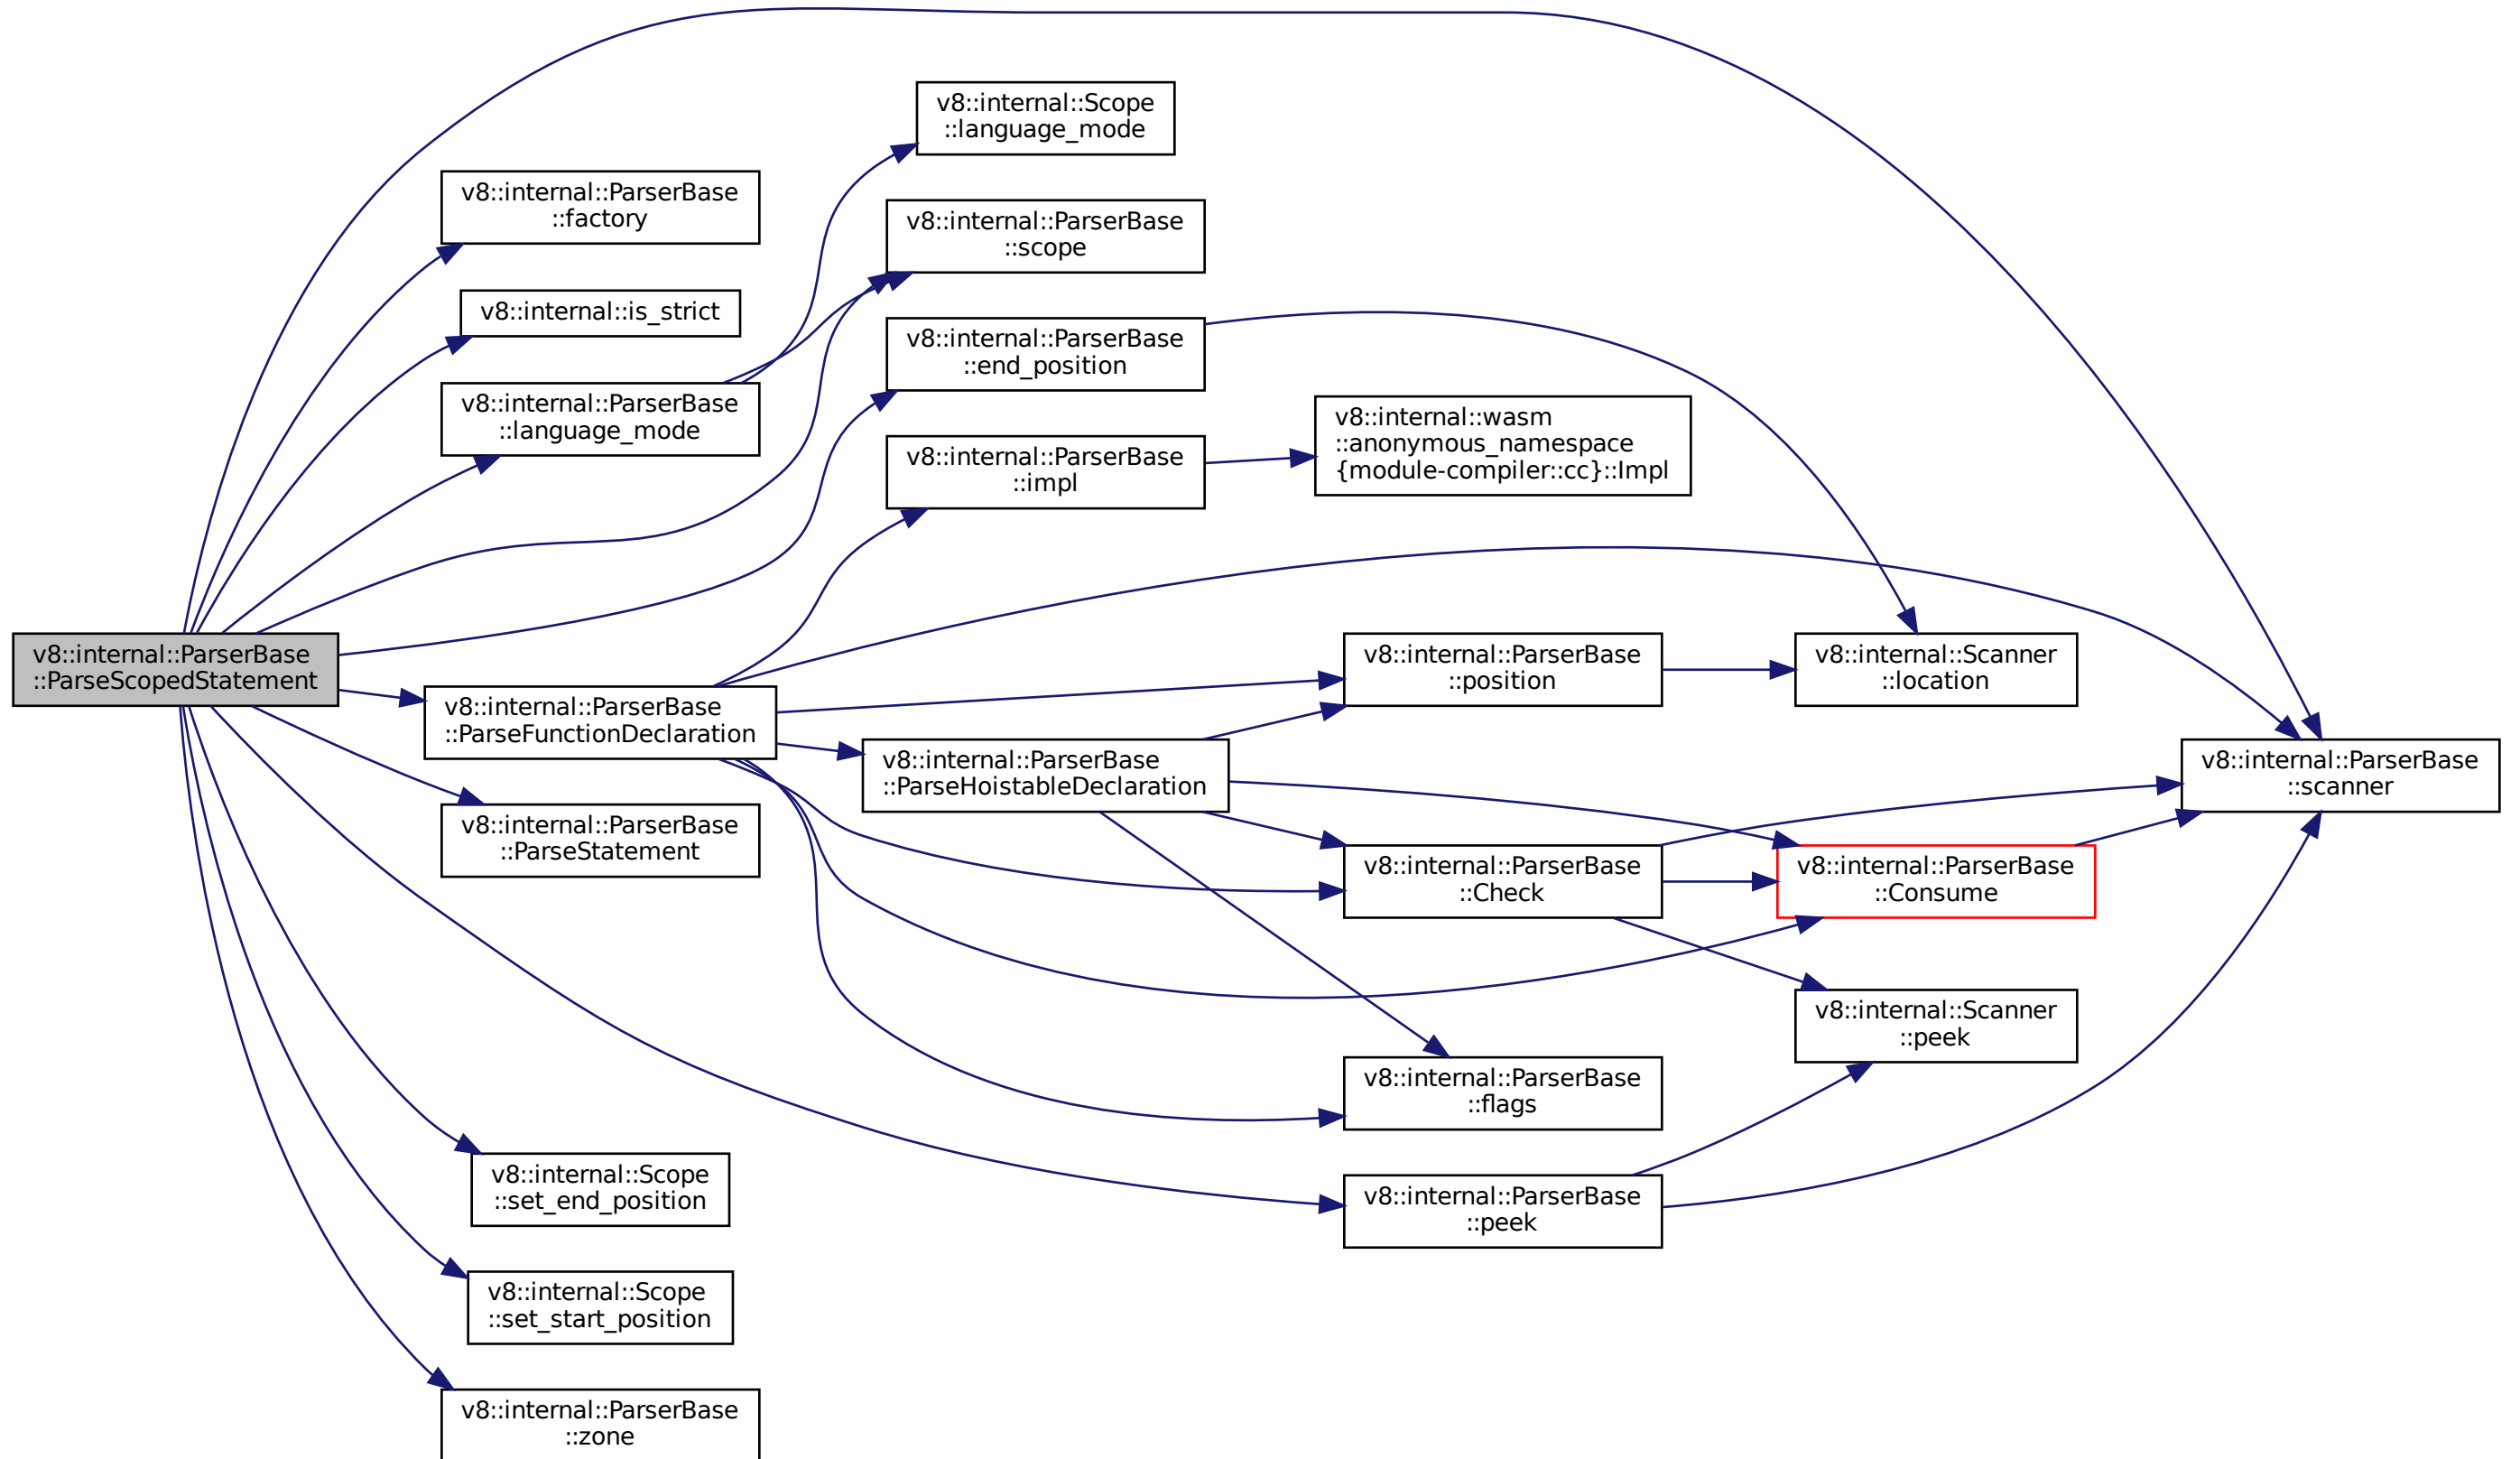 v8::internal::ParserBase
::ParseScopedStatement
v8::internal::ParserBase
::factory
v8::internal::is_strict
v8::internal::ParserBase
::language_mode
v8::internal::ParserBase
::ParseFunctionDeclaration
v8::internal::ParserBase
::ParseStatement
v8::internal::Scope
::set_end_position
v8::internal::Scope
::set_start_position
v8::internal::ParserBase
::zone
v8::internal::Scope
::language_mode
v8::internal::ParserBase
::scope
v8::internal::ParserBase
::end_position
v8::internal::ParserBase
::impl
v8::internal::ParserBase
::ParseHoistableDeclaration
v8::internal::wasm
::anonymous_namespace
{module-compiler::cc}::Impl
v8::internal::ParserBase
::position
v8::internal::ParserBase
::Check
v8::internal::ParserBase
::flags
v8::internal::ParserBase
::peek
v8::internal::Scanner
::location
v8::internal::ParserBase
::Consume
v8::internal::Scanner
::peek
v8::internal::ParserBase
::scanner